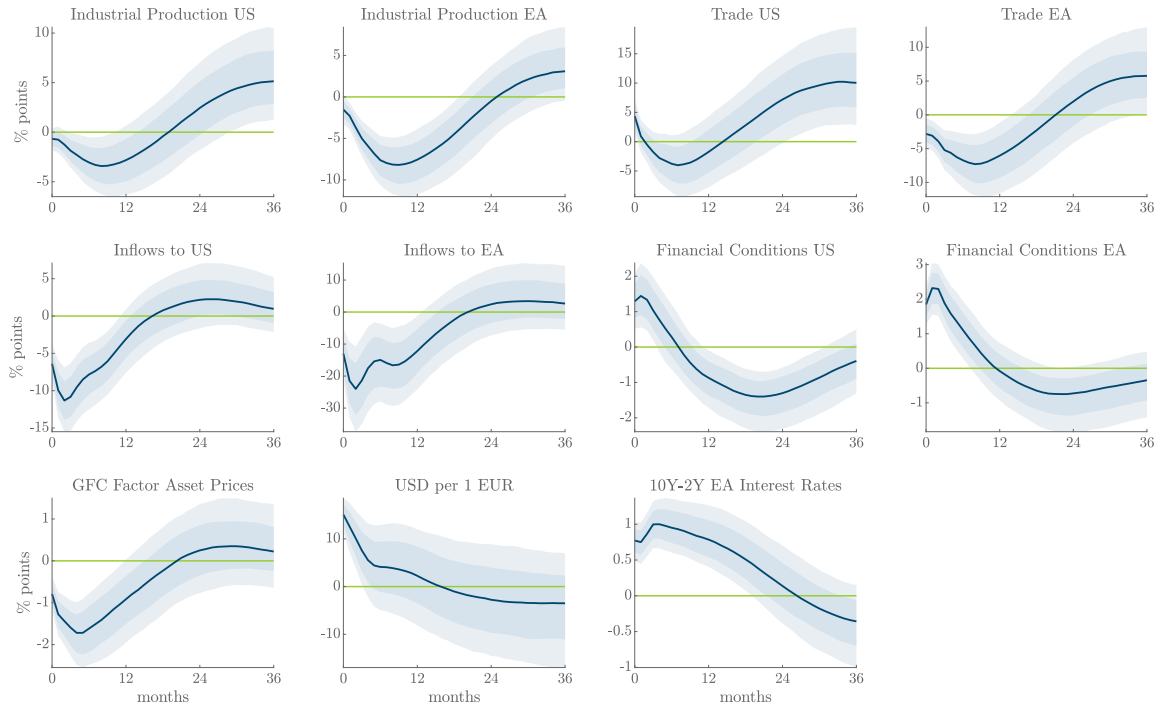 Industrial Production US
Industrial Production EA
Trade US
Trade EA
% points
10
5
0
-5
0 12 24 36
5
0
-5
-10
0 12 24 36
15
10
5
0
-5
0 12 24 36
10
5
0
-5
-10
0 12 24 36
Inflows to US
Inflows to EA
Financial Conditions US
Financial Conditions EA
% points
5
0
-5
-10
-15
0 12 24 36
10
0
-10
-20
-30
0 12 24 36
2
1
0
-1
-2
0 12 24 36
3
2
1
0
-1
0 12 24 36
GFC Factor Asset Prices
USD per 1 EUR
10Y-2Y EA Interest Rates
% points
1
0
-1
-2
0 12 24 36
months
10
0
-10
0 12 24 36
months
1
0.5
0
-0.5
-1
0 12 24 36
months